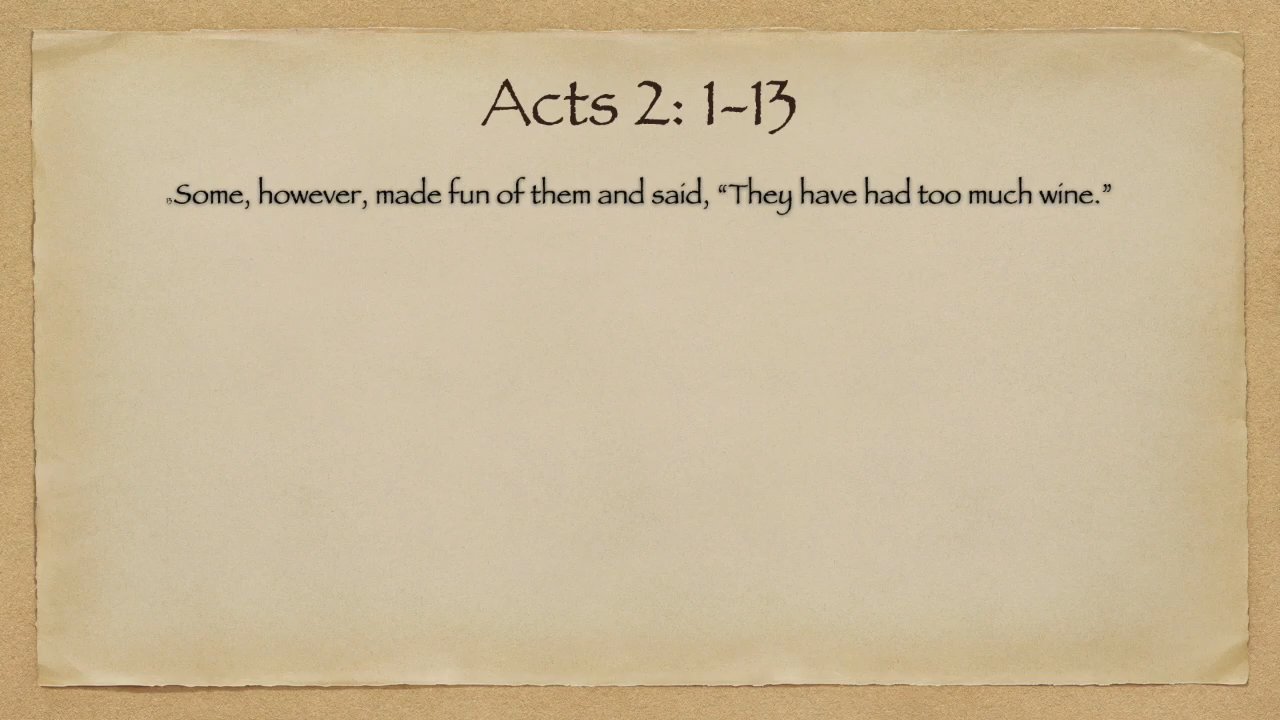 Acts 2: 1-13
13Some, however, made fun of them and said, “They have had too much wine.”